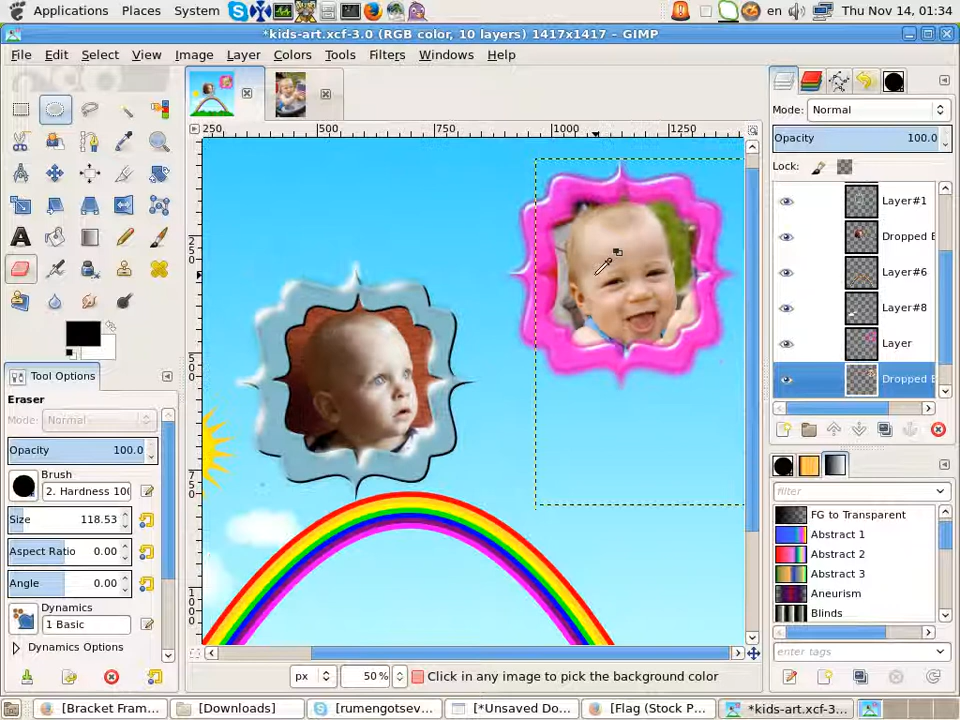 Applications Places System en Thu Nov 14, 01:34
*kids-art.xcf-3.0 (RGB color, 10 layers) 1417x1417 – GIMP
File Edit Select View Image Layer Colors Tools Filters Windows Help
Mode: Normal
Opacity 100.0
Lock:
250 500 750 1000 1250
Layer#1
Dropped B
Layer#6
Layer#8
Layer
Dropped B
250
500
750
1000
Tool Options
Eraser
Mode: Normal
Opacity 100.0
Brush
2. Hardness 100
Size 118.53
Aspect Ratio 0.00
Angle 0.00
Dynamics
1 Basic
Dynamics Options
filter
FG to Transparent
Abstract 1
Abstract 2
Abstract 3
Aneurism
Blinds
enter tags
px 50 % Click in any image to pick the background color
[Bracket Fram... [Downloads] rumengotsev... [*Unsaved Do... [Flag (Stock P... *kids-art.xcf-3...